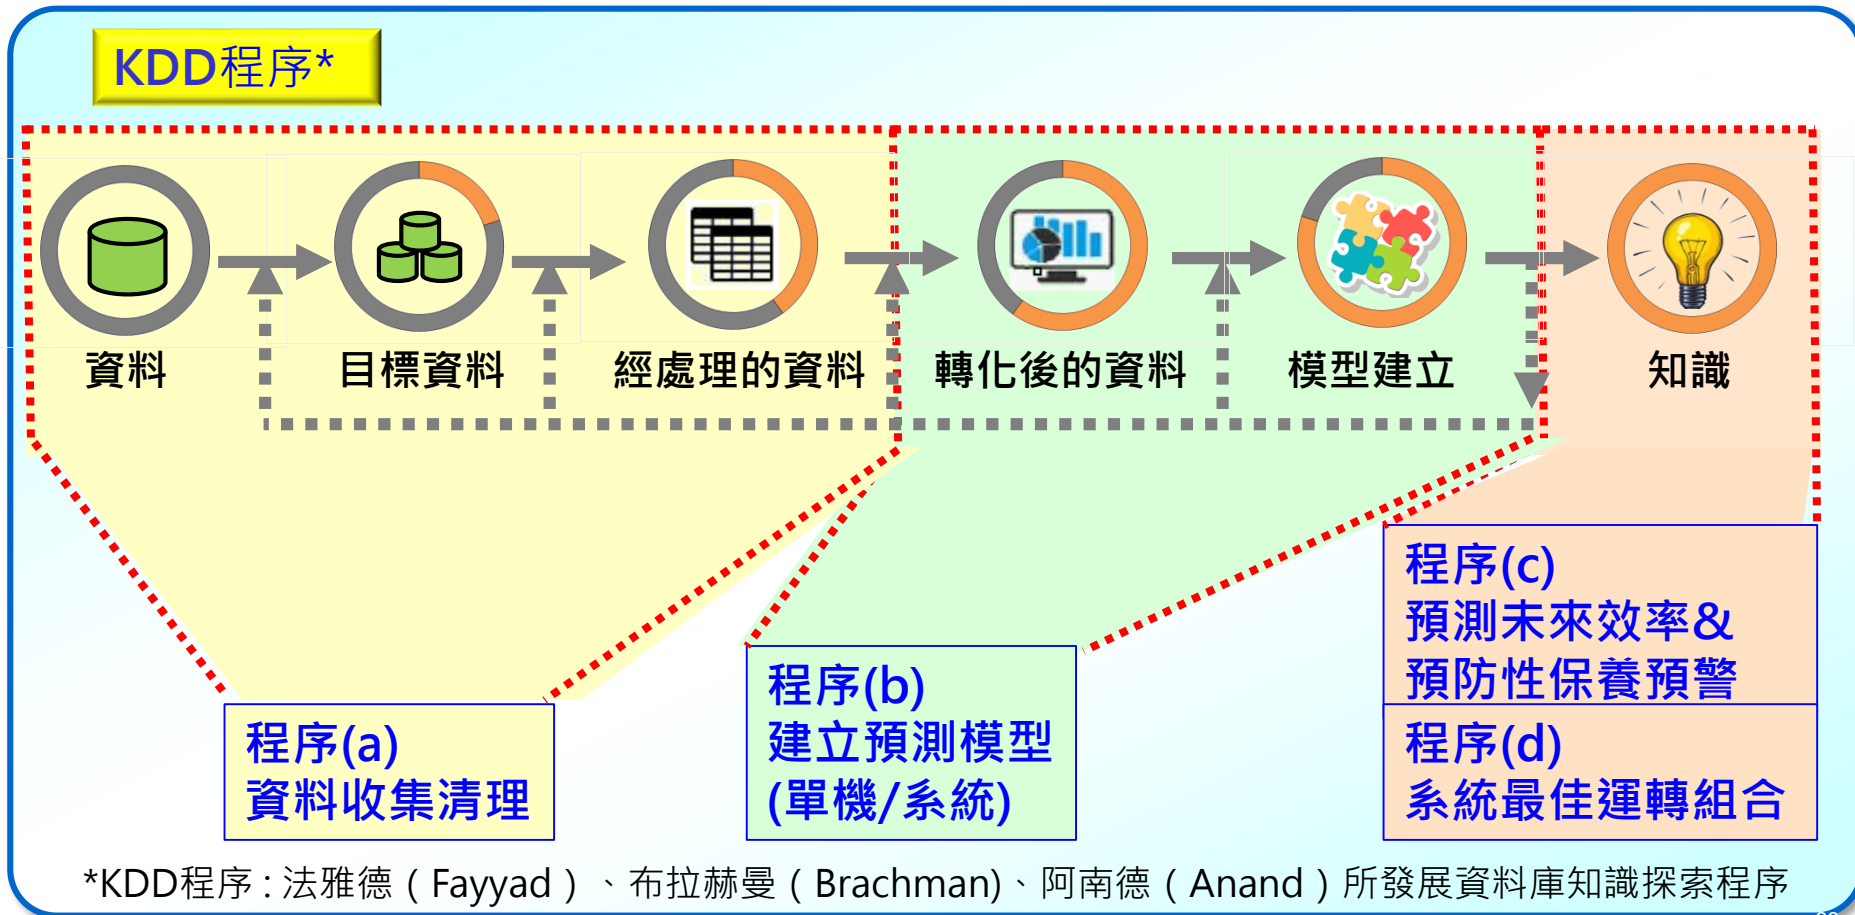 KDD程序*
資料
目標資料
經處理的資料
轉化後的資料
模型建立
知識
程序(a)
資料收集清理
程序(b)
建立預測模型
(單機/系統)
程序(c)
預測未來效率&
預防性保養預警
程序(d)
系統最佳運轉組合
*KDD程序 : 法雅德 ( Fayyad ) 、布拉赫曼 ( Brachman) 、阿南德 ( Anand ) 所發展資料庫知識探索程序